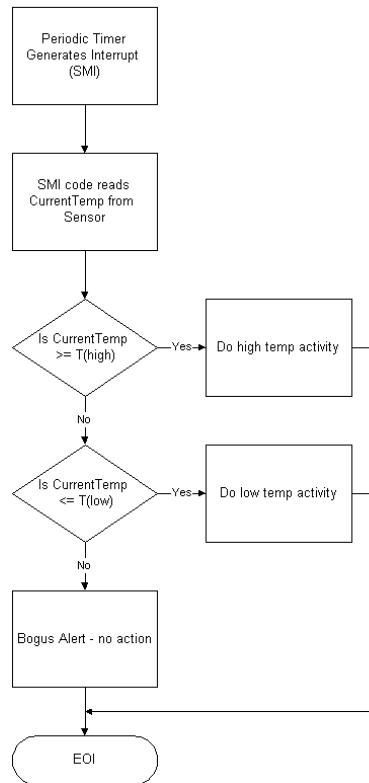 Periodic Timer
Generates Interrupt
(SMI)
SMI code reads
CurrentTemp from
Sensor
Is CurrentTemp
>= T(high)
Yes
Do high temp activity
No
Is CurrentTemp
<= T(low)
Yes
Do low temp activity
No
Bogus Alert - no action
EOI